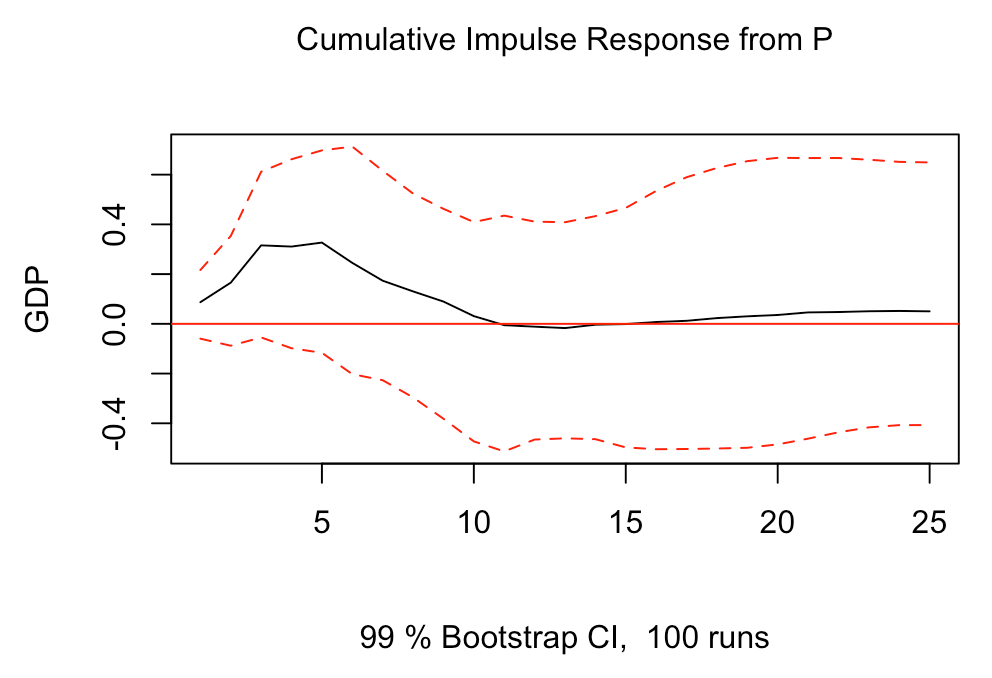 Cumulative Impulse Response from P
GDP
0.4
0.0
-0.4
5 10 15 20 25
99 % Bootstrap CI,  100 runs